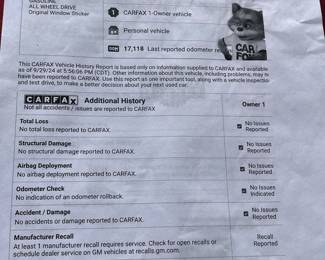 GASOLINE
ALL WHEEL DRIVE
Original Window Sticker
1 CARFAX 1-Owner vehicle
Personal vehicle
17,118 Last reported odometer
CAR
FOX
This CARFAX Vehicle History Report is based only on information supplied to CARFAX and available
as of 9/29/24 at 5:56:06 PM (CDT). Other information about this vehicle, including problems, may
have been reported to CARFAX. Use this report as one important tool, along with a vehicle inspection
and test drive, to make a better decision about your next used car.
CARFAX Additional History
Not all accidents / issues are reported to CARFAX
Owner 1
Total Loss
No total loss reported to CARFAX.
No Issues
Reported
Structural Damage
No structural damage reported to CARFAX.
No Issues
Reported
Airbag Deployment
No airbag deployment reported to CARFAX.
No Issues
Reported
Odometer Check
No indication of an odometer rollback.
No Issues
Indicated
Accident / Damage
No accidents or damage reported to CARFAX.
No Issues
Reported
Manufacturer Recall
At least 1 manufacturer recall requires service. Check for open recalls or
schedule dealer service on GM vehicles at recalls.gm.com.
Recall
Reported